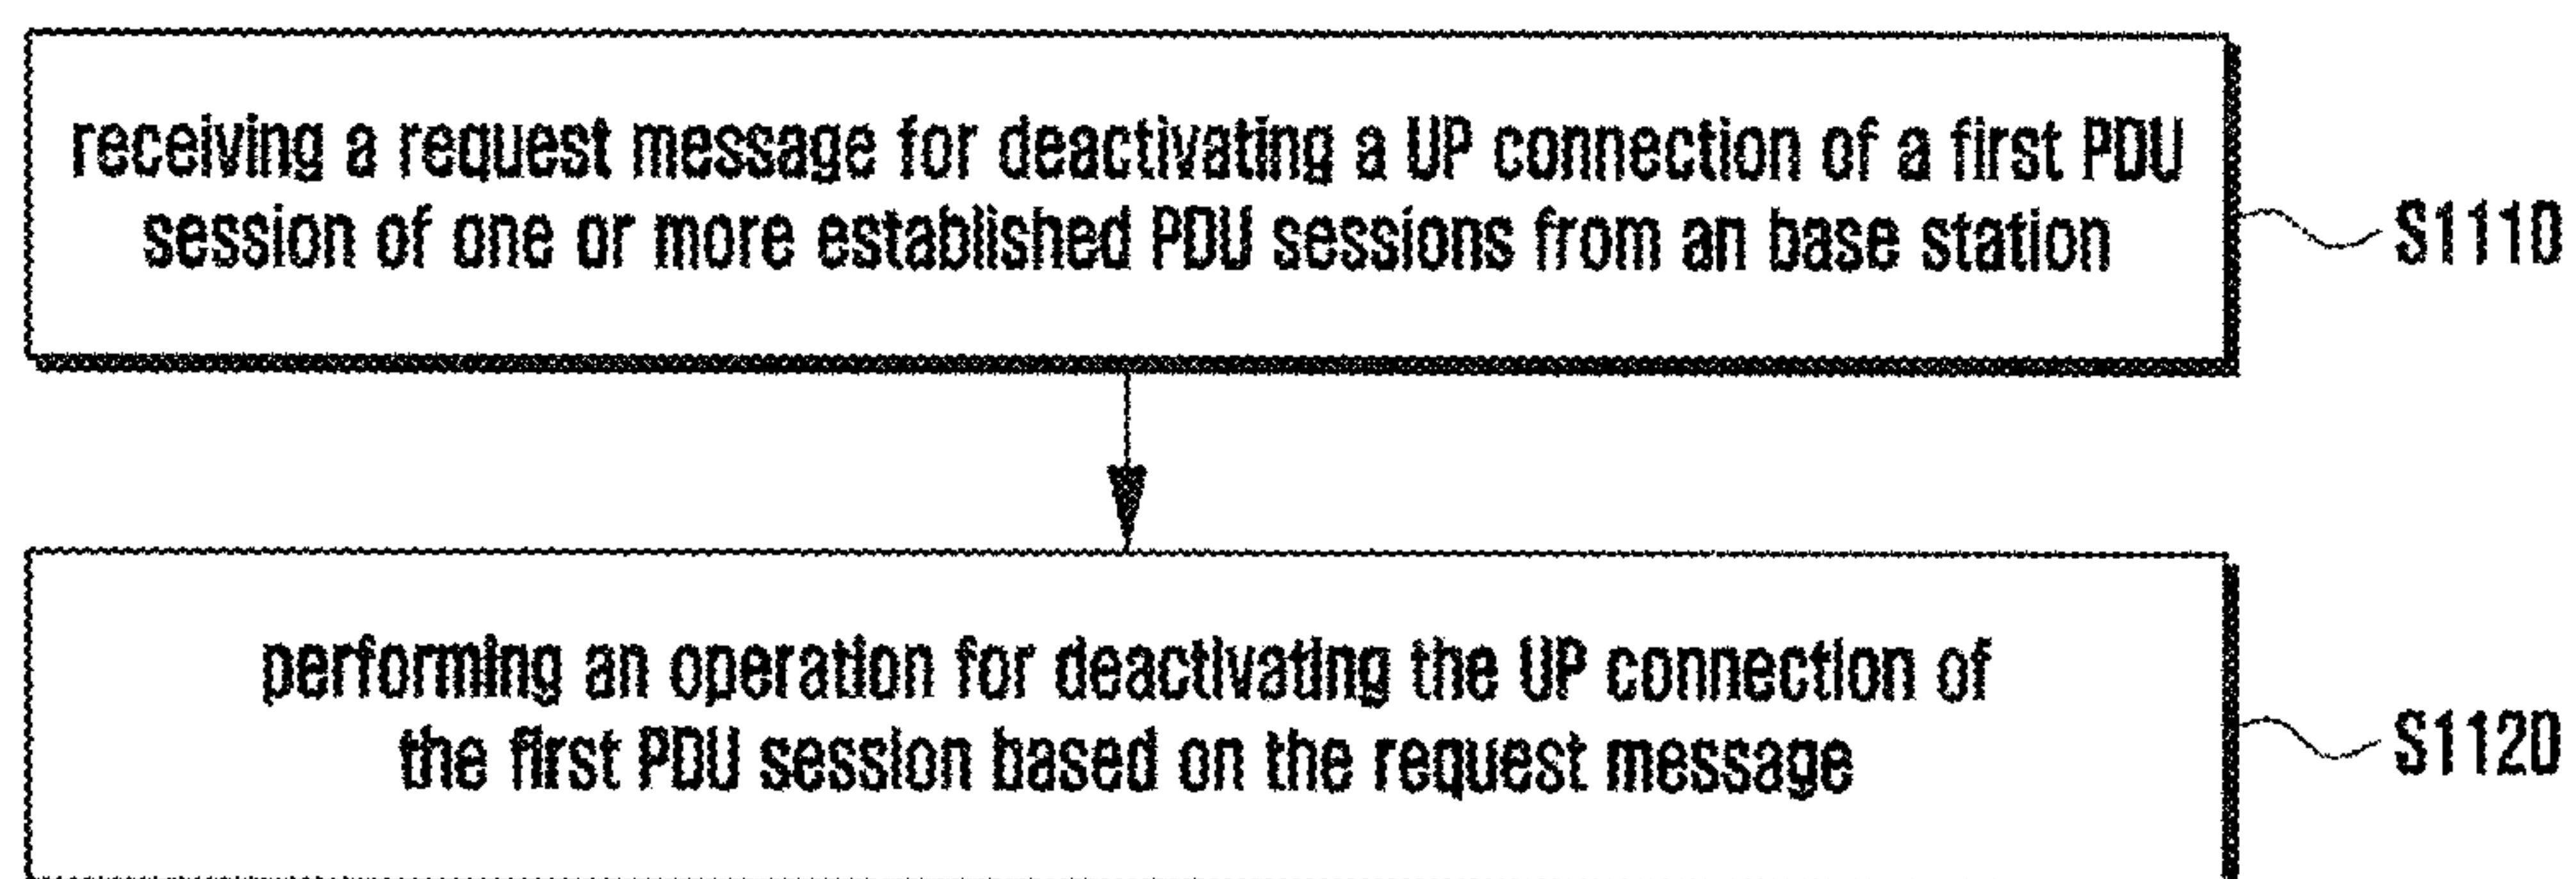 receiving a request message for deactivating a UP connection of a first PDU
session of one or more established PDU sessions from an base station
S1110
performing an operation for deactivating the UP connection of
the first PDU session based on the request message
S1120